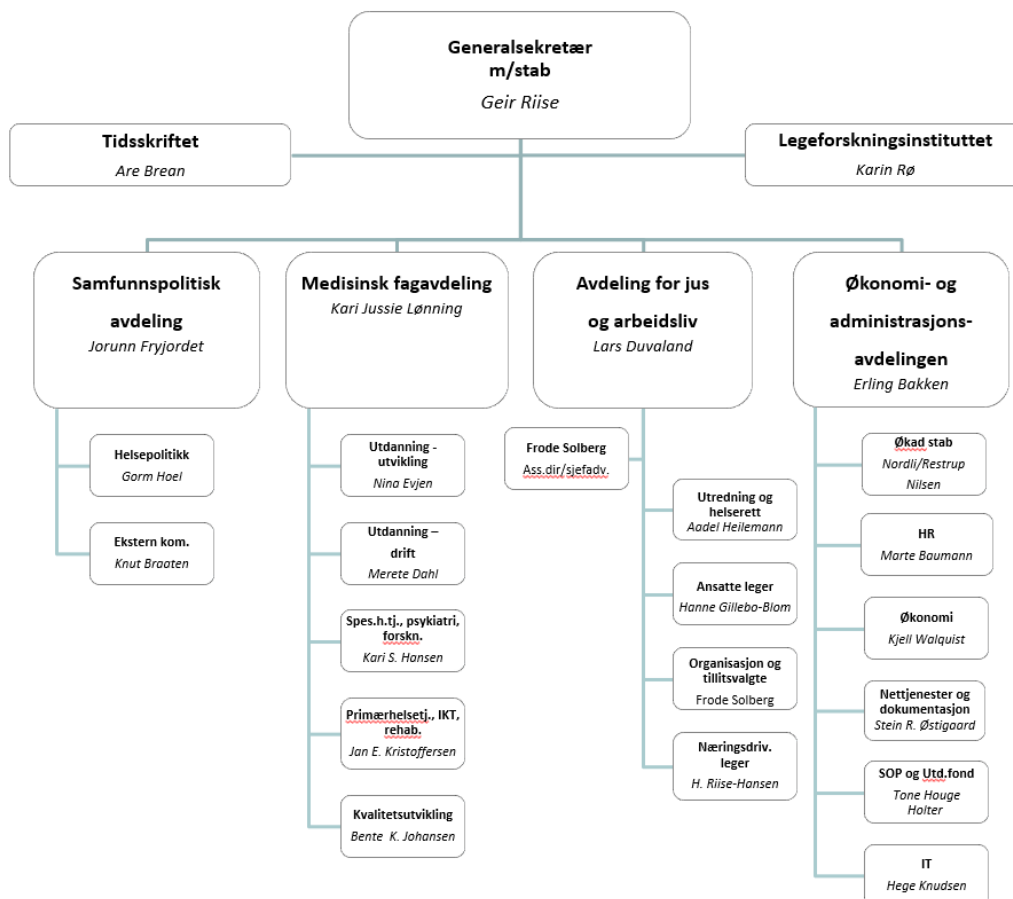 Generalsekretær
m/stab
Geir Riise
Tidsskriftet
Are Brean
Legeforskningsinstituttet
Karin Rø
Samfunnspolitisk
avdeling
Jorunn Fryjordet
Medisinsk fagavdeling
Kari Jussie Lønning
Avdeling for jus
og arbeidsliv
Lars Duvaland
Økonomi- og
administrasjons-
avdelingen
Erling Bakken
Helsepolitikk
Gorm Hoel
Ekstern kom.
Knut Braaten
Utdanning -
utvikling
Nina Evjen
Utdanning –
drift
Merete Dahl
Spes.h.tj., psykiatri,
forskn.
Kari S. Hansen
Primærhelsetj., IKT,
rehab.
Jan E. Kristoffersen
Kvalitetsutvikling
Bente K. Johansen
Frode Solberg
Ass.dir/sjefadv.
Utredning og
helserett
Aadel Heilemann
Ansatte leger
Hanne Gillebo-Blom
Organisasjon og
tillitsvalgte
Frode Solberg
Næringsdriv.
leger
H. Riise-Hansen
Økad stab
Nordli/Restrup
Nilsen
HR
Marte Baumann
Økonomi
Kjell Walquist
Nettjenester og
dokumentasjon
Stein R. Østigaard
SOP og Utd.fond
Tone Houge
Holter
IT
Hege Knudsen